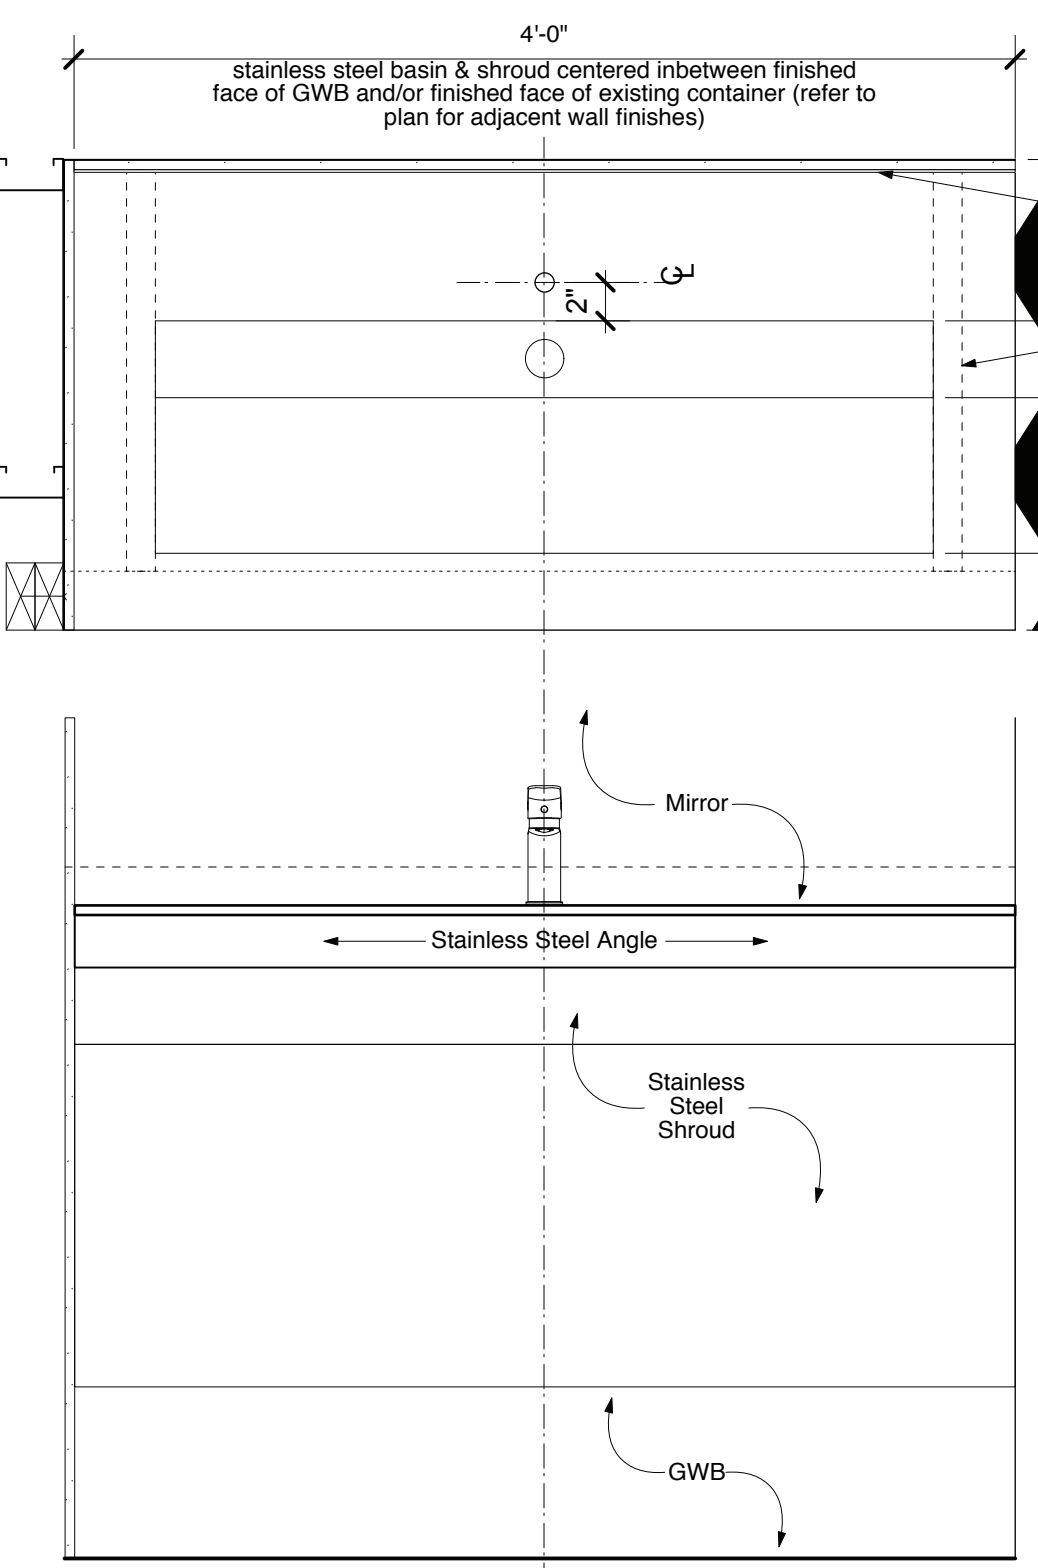 4'-0"
stainless steel basin & shroud centered inbetween finished
face of GWB and/or finished face of existing container (refer to
plan for adjacent wall finishes)
CL
2"
Mirror
Stainless Steel Angle
Stainless
Steel
Shroud
GWB